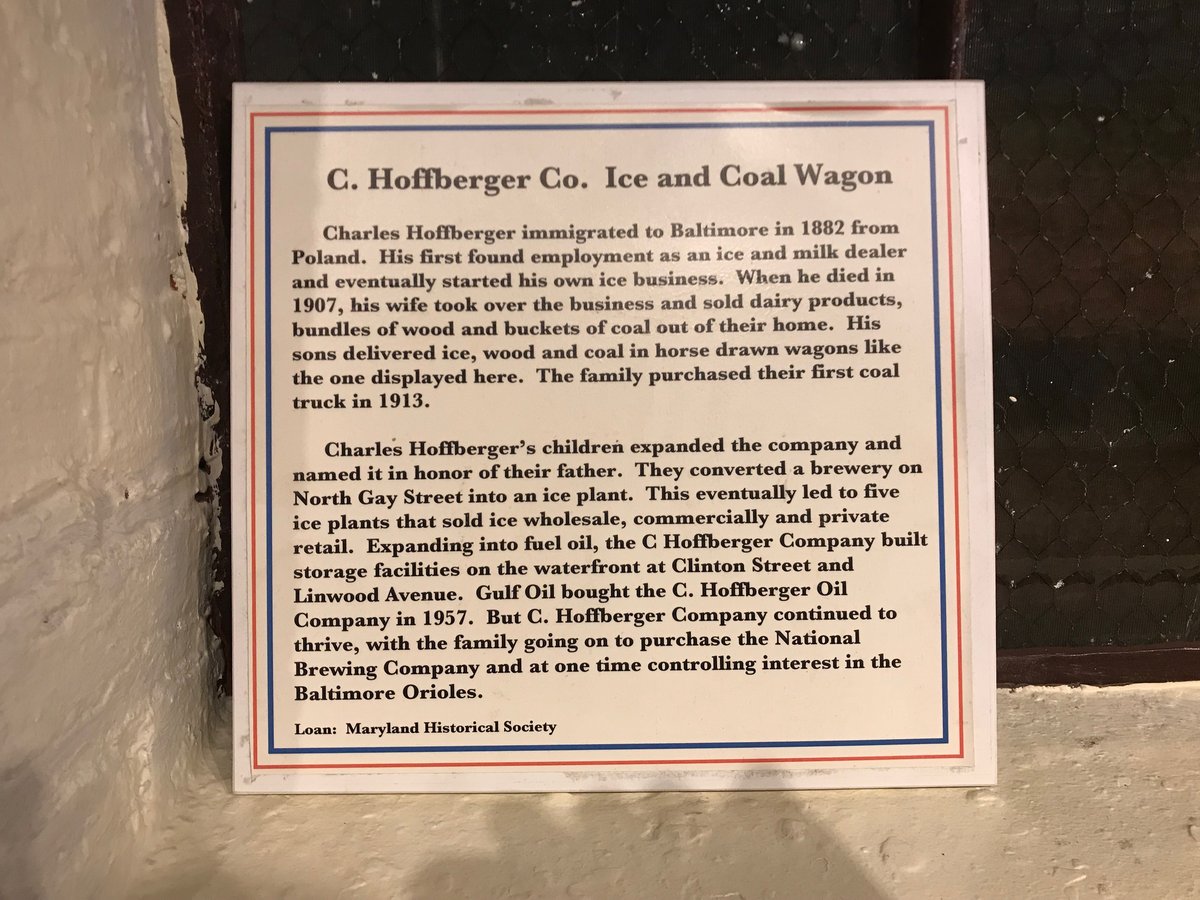 C. Hoffberger Co. Ice and Coal Wagon
Charles Hoffberger immigrated to Baltimore in 1882 from
Poland. His first found employment as an ice and milk dealer
and eventually started his own ice business. When he died in
1907, his wife took over the business and sold dairy products,
bundles of wood and buckets of coal out of their home. His
sons delivered ice, wood and coal in horse drawn wagons like
the one displayed here. The family purchased their first coal
truck in 1913.
Charles Hoffberger's children expanded the company and
named it in honor of their father. They converted a brewery on
North Gay Street into an ice plant. This eventually led to five
ice plants that sold ice wholesale, commercially and private
retail. Expanding into fuel oil, the C Hoffberger Company built
storage facilities on the waterfront at Clinton Street and
Linwood Avenue. Gulf Oil bought the C. Hoffberger Oil
Company in 1957. But C. Hoffberger Company continued to
thrive, with the family going on to purchase the National
Brewing Company and at one time controlling interest in the
Baltimore Orioles.
Loan: Maryland Historical Society